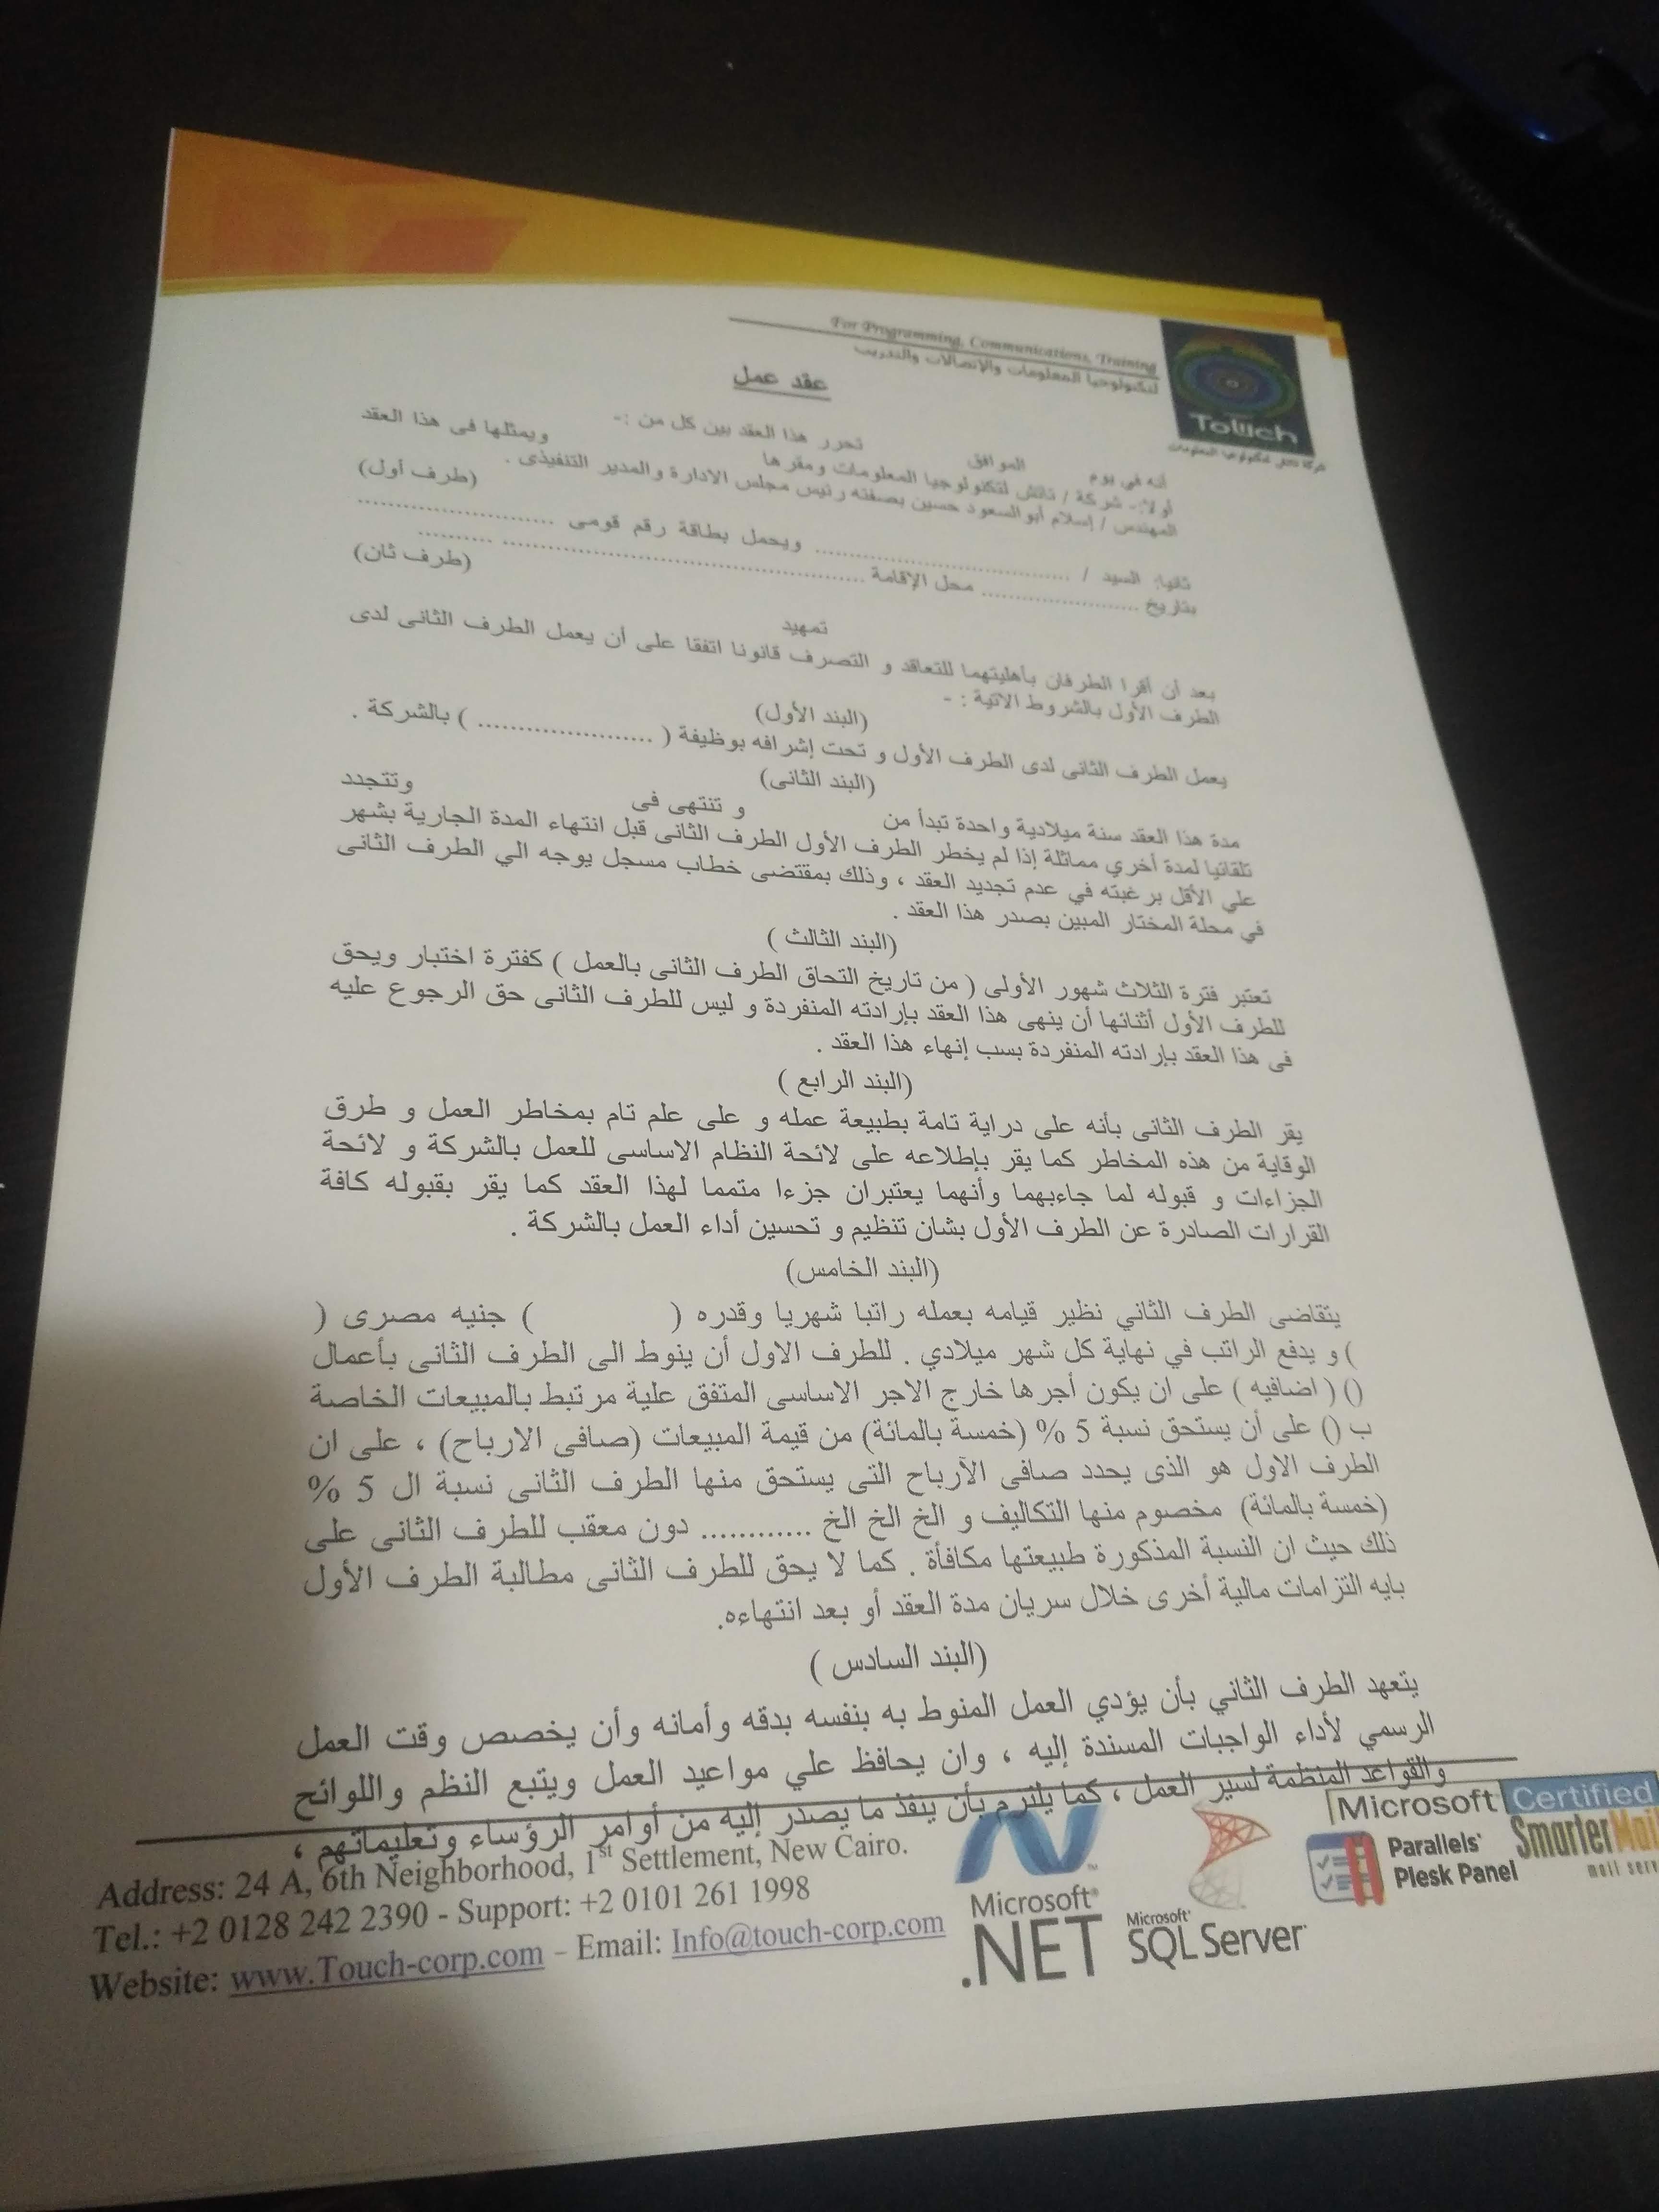 For Programming, Communications, Training
لتكنولوجيا المعلومات والإتصالات والتدريب
ToUch
شركة تاتش لتكنولوجيا المعلومات
عقد عمل
أنه في يوم الموافق تحرر هذا العقد بين كل من :-
أولا:- شركة / تاتش لتكنولوجيا المعلومات ومقرها ويمثلها فى هذا العقد
المهندس / إسلام أبو السعود حسين بصفته رئيس مجلس الادارة والمدير التنفيذى . (طرف أول)
ثانيا: السيد / .................................. ويحمل بطاقة رقم قومى ..........................
بتاريخ ..................... محل الإقامة .......................................................... (طرف ثان)
تمهيد
بعد أن أقرا الطرفان بأهليتهما للتعاقد و التصرف قانونا اتفقا على أن يعمل الطرف الثانى لدى
الطرف الأول بالشروط الآتية : -
(البند الأول)
يعمل الطرف الثانى لدى الطرف الأول و تحت إشرافه بوظيفة ( ....................... ) بالشركة .
(البند الثانى)
مدة هذا العقد سنة ميلادية واحدة تبدأ من و تنتهى فى وتتجدد
تلقائيا لمدة أخري مماثلة إذا لم يخطر الطرف الأول الطرف الثانى قبل انتهاء المدة الجارية بشهر
علي الأقل برغبته في عدم تجديد العقد ، وذلك بمقتضى خطاب مسجل يوجه الي الطرف الثانى
في محلة المختار المبين بصدر هذا العقد .
(البند الثالث )
تعتبر فترة الثلاث شهور الأولى ( من تاريخ التحاق الطرف الثانى بالعمل ) كفترة اختبار ويحق
للطرف الأول أثنائها أن ينهى هذا العقد بإرادته المنفردة و ليس للطرف الثانى حق الرجوع عليه
فى هذا العقد بإرادته المنفردة بسب إنهاء هذا العقد .
(البند الرابع )
يقر الطرف الثانى بأنه على دراية تامة بطبيعة عمله و على علم تام بمخاطر العمل و طرق
الوقاية من هذه المخاطر كما يقر بإطلاعه على لائحة النظام الاساسى للعمل بالشركة و لائحة
الجزاءات و قبوله لما جاءبهما وأنهما يعتبران جزءا متمما لهذا العقد كما يقر بقبوله كافة
القرارات الصادرة عن الطرف الأول بشان تنظيم و تحسين أداء العمل بالشركة .
(البند الخامس)
يتقاضى الطرف الثاني نظير قيامه بعمله راتبا شهريا وقدره ( ) جنيه مصرى (
) و يدفع الراتب في نهاية كل شهر ميلادي . للطرف الاول أن ينوط الى الطرف الثانى بأعمال
() ( اضافيه ) على ان يكون أجرها خارج الاجر الاساسى المتفق علية مرتبط بالمبيعات الخاصة
ب () على أن يستحق نسبة 5 % (خمسة بالمائة) من قيمة المبيعات (صافى الارباح) ، على ان
الطرف الاول هو الذى يحدد صافى الآرباح التى يستحق منها الطرف الثانى نسبة ال 5 %
(خمسة بالمائة) مخصوم منها التكاليف و الخ الخ الخ ............ دون معقب للطرف الثانى على
ذلك حيث ان النسبة المذكورة طبيعتها مكافأة . كما لا يحق للطرف الثانى مطالبة الطرف الأول
بايه التزامات مالية أخرى خلال سريان مدة العقد أو بعد انتهاءه.
(البند السادس )
يتعهد الطرف الثاني بأن يؤدي العمل المنوط به بنفسه بدقه وأمانه وأن يخصص وقت العمل
الرسمي لأداء الواجبات المسندة إليه ، وان يحافظ علي مواعيد العمل ويتبع النظم واللوائح
والقواعد المنظمة لسير العمل ، كما يلتزم بأن ينفذ ما يصدر إليه من أوامر الرؤساء وتعليماتهم ،
Address: 24 A, 6th Neighborhood, 1st Settlement, New Cairo.
Tel.: +2 0128 242 2390 - Support: +2 0101 261 1998
Website: www.Touch-corp.com – Email: Info@touch-corp.com
Microsoft
.NET
Microsoft
SQL Server
Microsoft Certified
Parallels
Plesk Panel
SmarterMail
mail serv